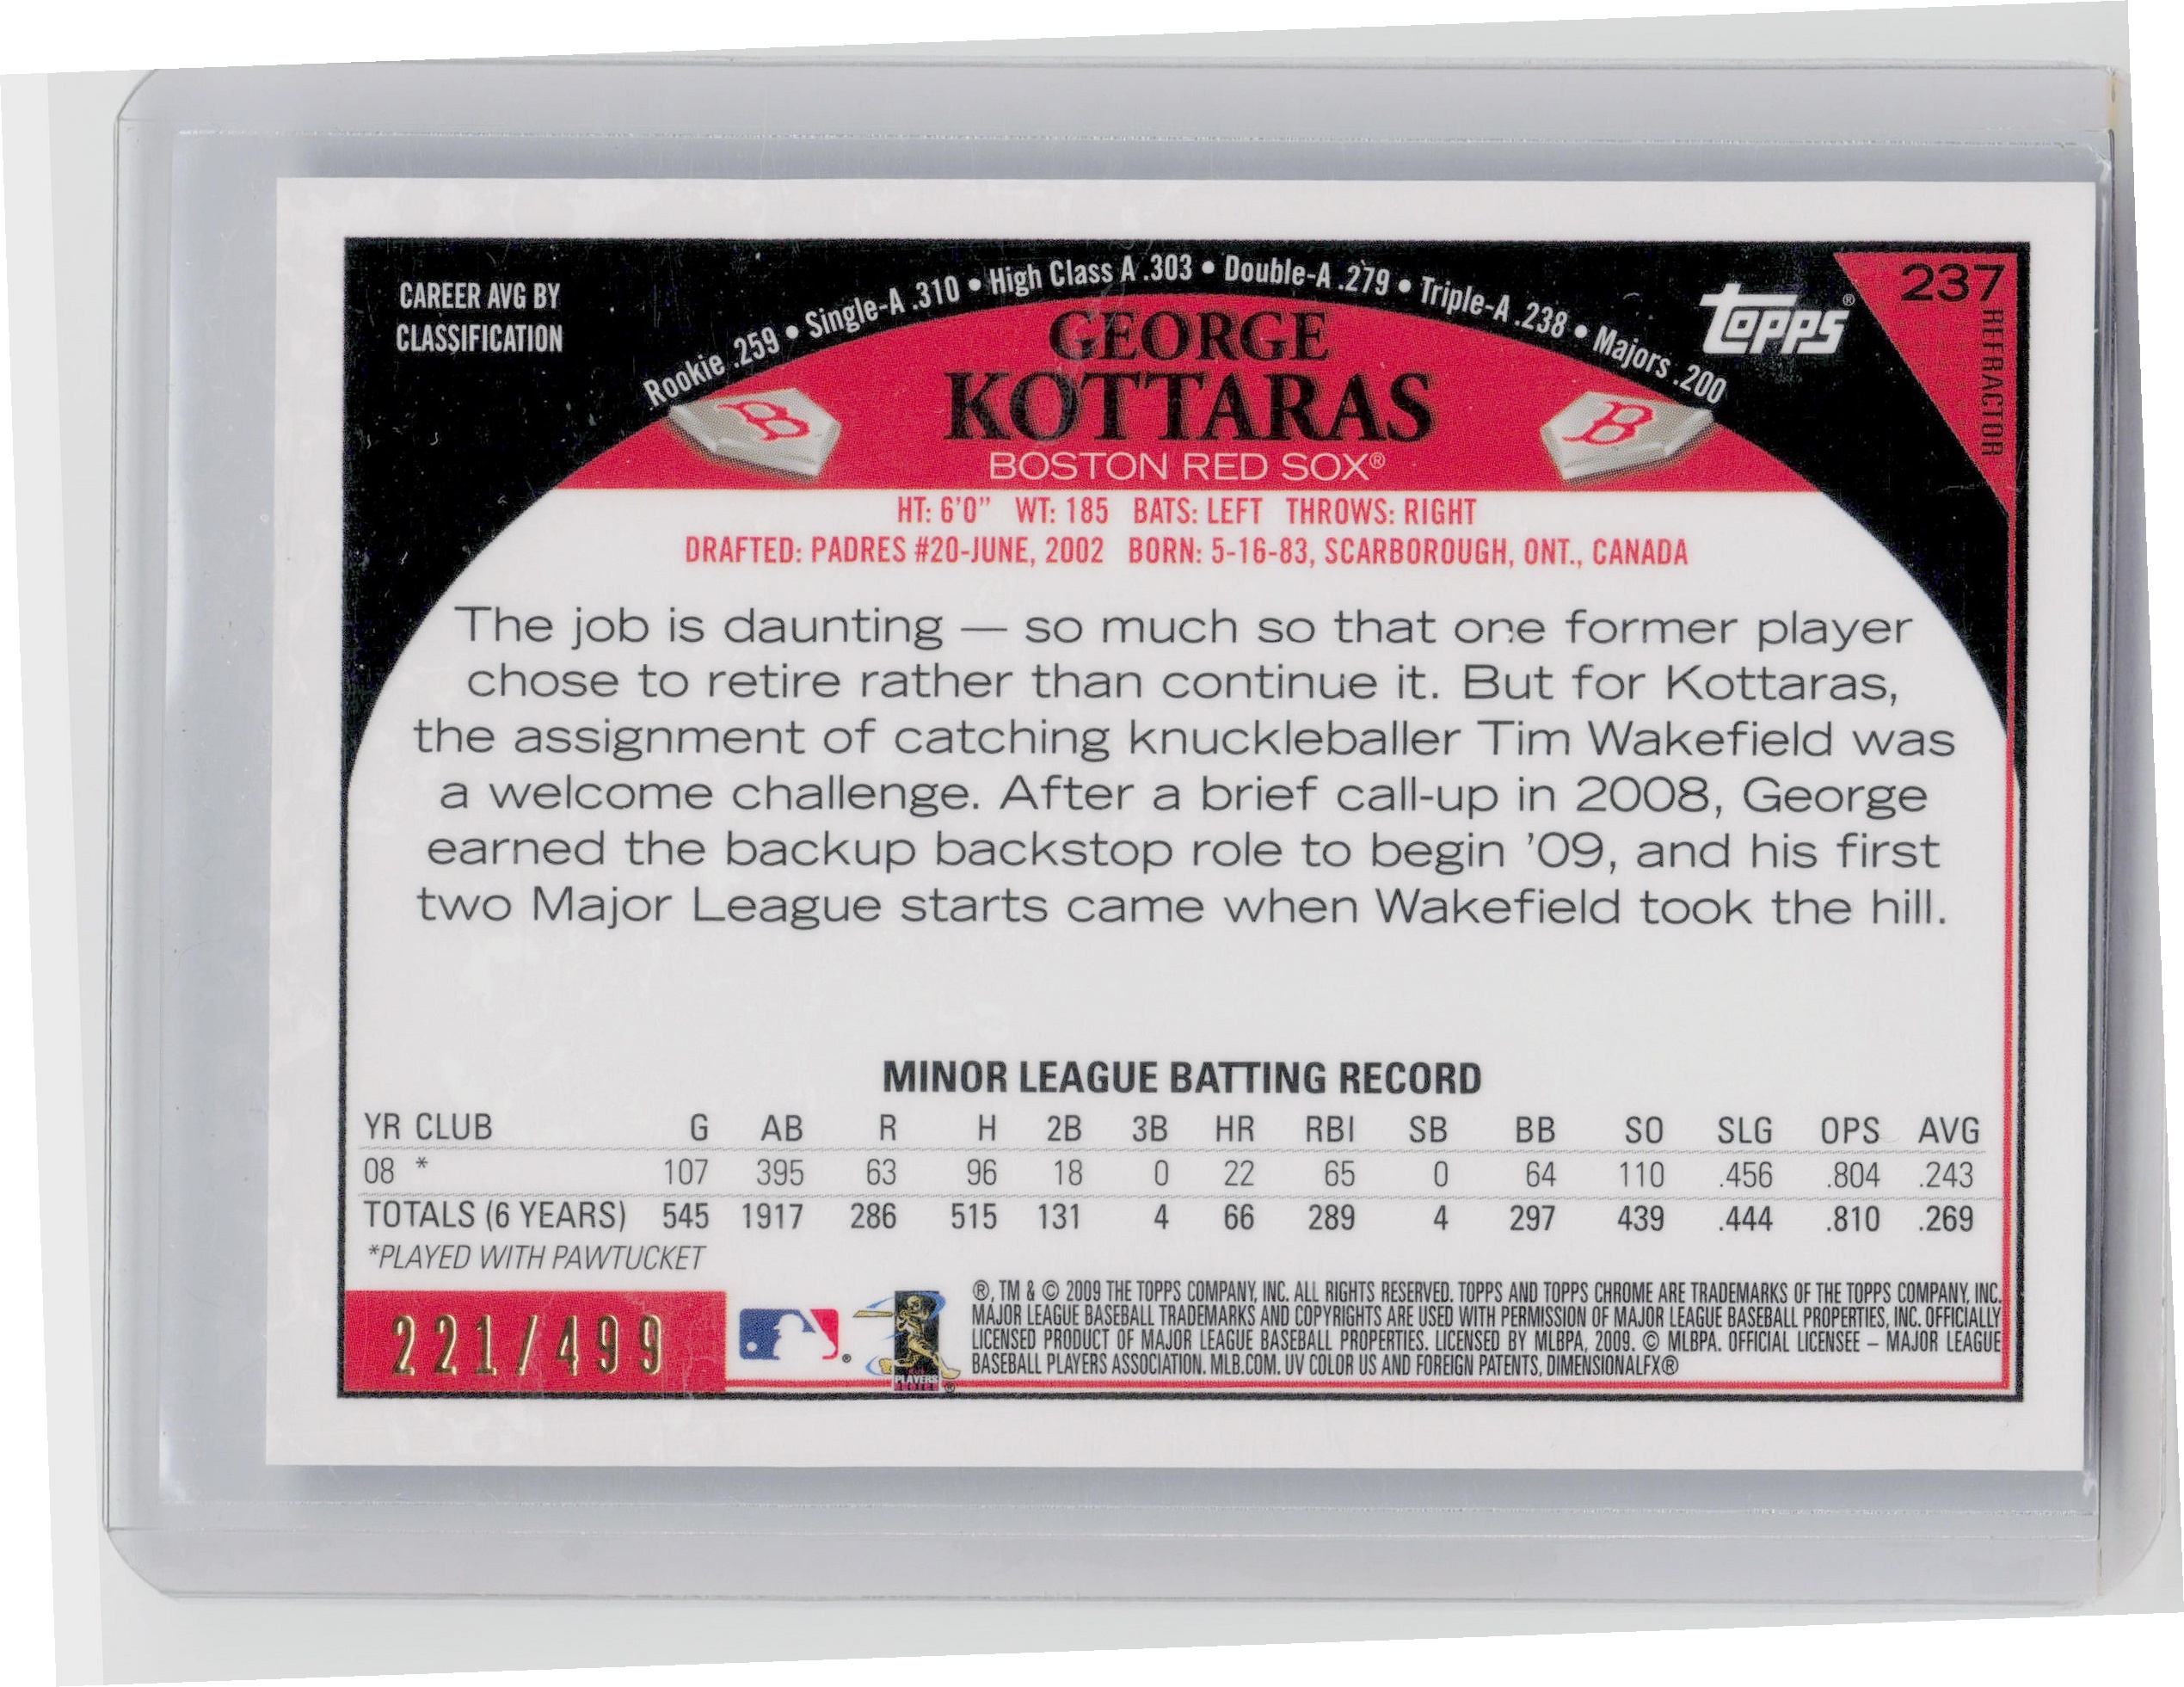 CAREER AVG BY
CLASSIFICATION
Rookie .259 • Single-A .310 • High Class A .303 • Double-A .279 • Triple-A .238 • Majors .200
topps®
237
REFRACTOR
GEORGE
KOTTARAS
BOSTON RED SOX®
B
B
HT: 6'0" WT: 185 BATS: LEFT THROWS: RIGHT
DRAFTED: PADRES #20-JUNE, 2002 BORN: 5-16-83, SCARBOROUGH, ONT., CANADA
The job is daunting — so much so that one former player
chose to retire rather than continue it. But for Kottaras,
the assignment of catching knuckleballer Tim Wakefield was
a welcome challenge. After a brief call-up in 2008, George
earned the backup backstop role to begin '09, and his first
two Major League starts came when Wakefield took the hill.
MINOR LEAGUE BATTING RECORD
YR CLUB G AB R H 2B 3B HR RBI SB BB SO SLG OPS AVG
08 * 107 395 63 96 18 0 22 65 0 64 110 .456 .804 .243
TOTALS (6 YEARS) 545 1917 286 515 131 4 66 289 4 297 439 .444 .810 .269
*PLAYED WITH PAWTUCKET
221/499
PLAYERS
®, TM & © 2009 THE TOPPS COMPANY, INC. ALL RIGHTS RESERVED. TOPPS AND TOPPS CHROME ARE TRADEMARKS OF THE TOPPS COMPANY, INC.
MAJOR LEAGUE BASEBALL TRADEMARKS AND COPYRIGHTS ARE USED WITH PERMISSION OF MAJOR LEAGUE BASEBALL PROPERTIES, INC. OFFICIALLY
LICENSED PRODUCT OF MAJOR LEAGUE BASEBALL PROPERTIES. LICENSED BY MLBPA, 2009. © MLBPA. OFFICIAL LICENSEE – MAJOR LEAGUE
BASEBALL PLAYERS ASSOCIATION. MLB.COM. UV COLOR US AND FOREIGN PATENTS, DIMENSIONALFX®